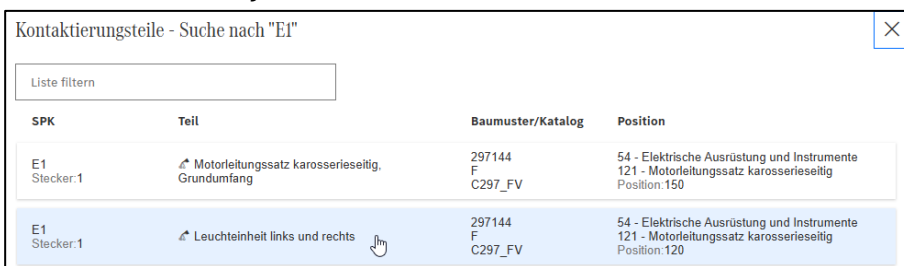 Kontaktierungsteile - Suche nach "E1"
Liste filtern
SPK Teil Baumuster/Katalog Position
E1
Stecker:1
Motorleitungssatz karosserieseitig,
Grundumfang
297144
F
C297_FV
54 - Elektrische Ausrüstung und Instrumente
121 - Motorleitungssatz karosserieseitig
Position:150
E1
Stecker:1
Leuchteinheit links und rechts
297144
F
C297_FV
54 - Elektrische Ausrüstung und Instrumente
121 - Motorleitungssatz karosserieseitig
Position:120